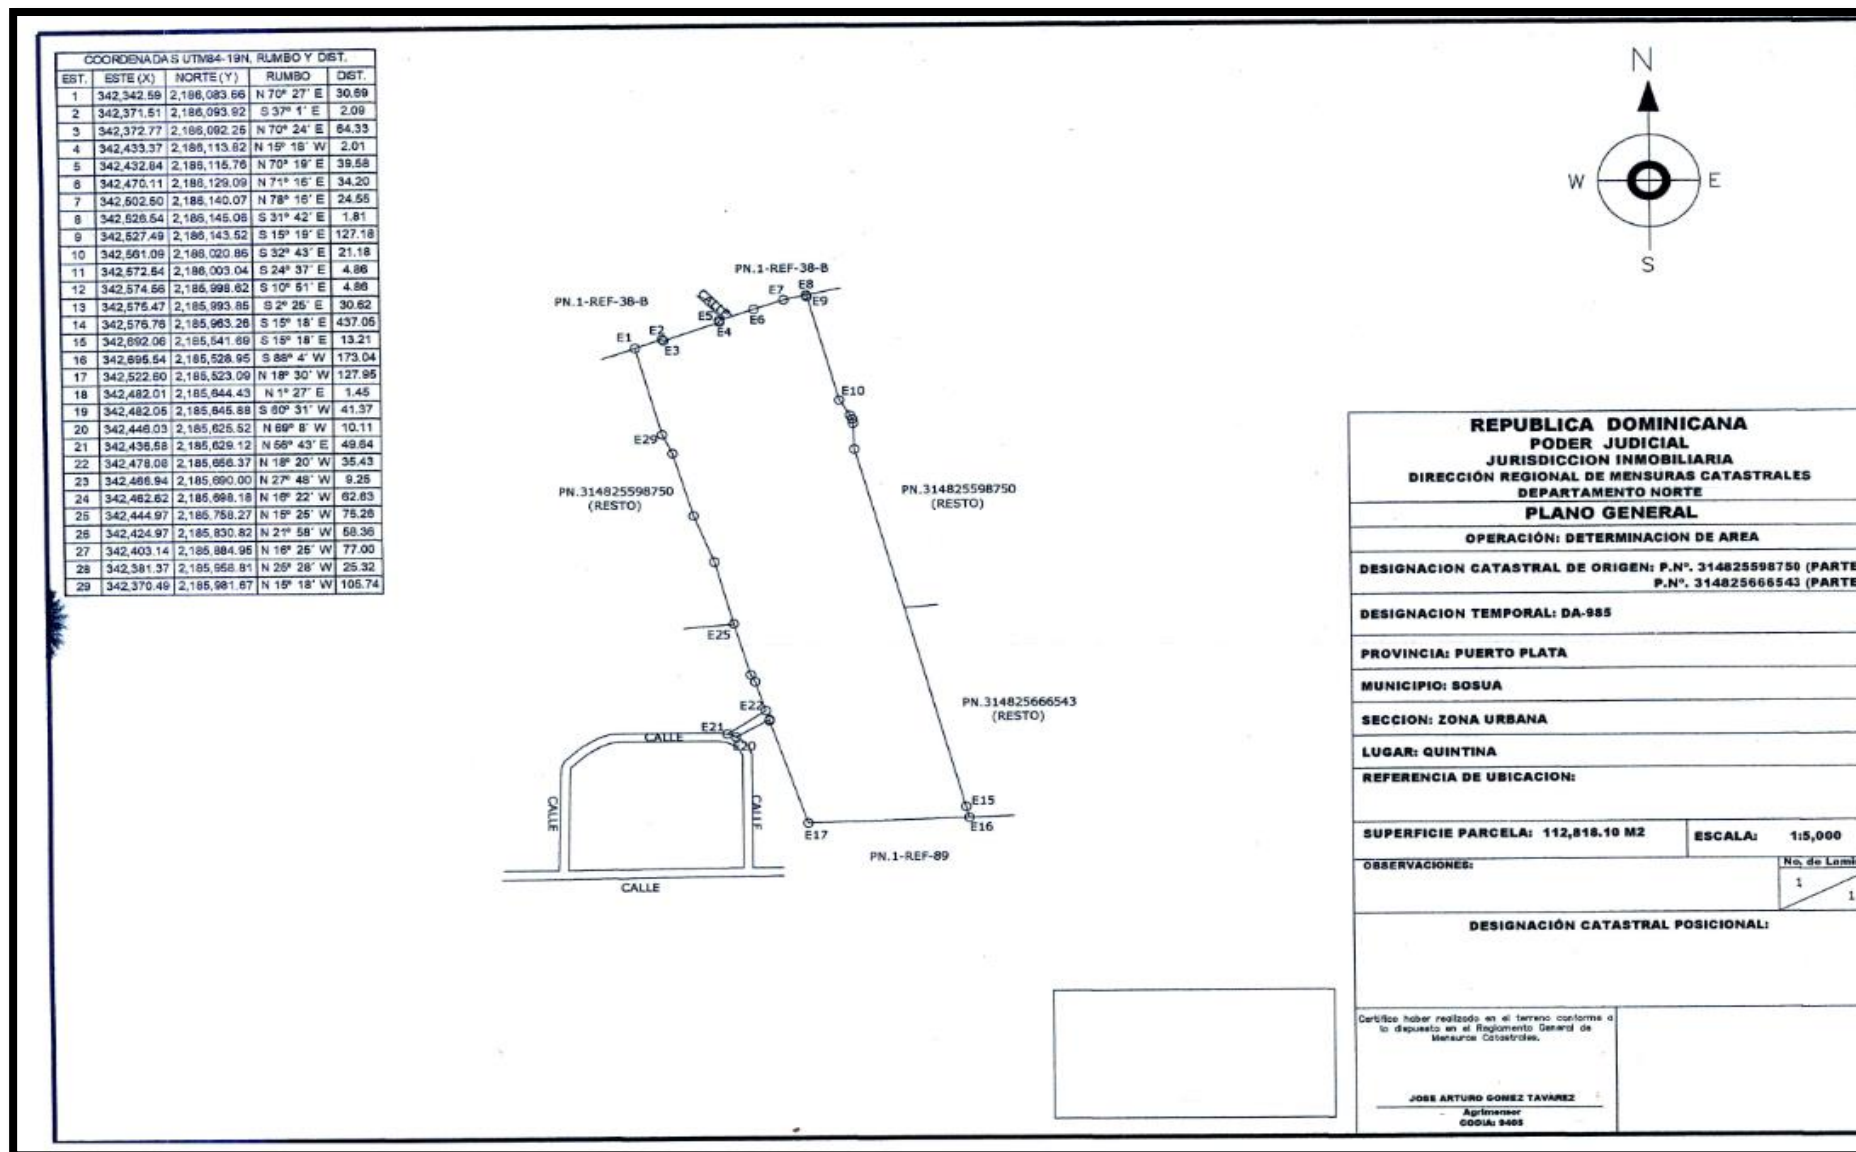 COORDENADAS UTM84-19N, RUMBO Y DIST.
EST. ESTE (X) NORTE (Y) RUMBO DIST.
1 342,342.59 2,186,083.66 N 70° 27' E 30.69
2 342,371.51 2,186,093.92 S 37° 1' E 2.09
3 342,372.77 2,186,092.25 N 70° 24' E 64.33
4 342,433.37 2,186,113.82 N 15° 18' W 2.01
5 342,432.84 2,186,115.76 N 70° 19' E 39.58
6 342,470.11 2,186,129.09 N 71° 16' E 34.20
7 342,502.50 2,186,140.07 N 78° 16' E 24.55
8 342,526.54 2,186,145.06 S 31° 42' E 1.81
9 342,527.49 2,186,143.52 S 15° 19' E 127.18
10 342,561.09 2,186,020.86 S 32° 43' E 21.18
11 342,572.54 2,186,003.04 S 24° 37' E 4.86
12 342,574.56 2,185,998.62 S 10° 51' E 4.86
13 342,575.47 2,185,993.85 S 2° 25' E 30.62
14 342,576.76 2,185,963.26 S 15° 18' E 437.05
15 342,692.06 2,185,541.69 S 15° 18' E 13.21
16 342,695.54 2,185,528.95 S 88° 4' W 173.04
17 342,522.60 2,185,523.09 N 18° 30' W 127.95
18 342,482.01 2,185,644.43 N 1° 27' E 1.45
19 342,482.05 2,185,645.88 S 60° 31' W 41.37
20 342,446.03 2,185,625.52 N 69° 8' W 10.11
21 342,436.58 2,185,629.12 N 56° 43' E 49.64
22 342,478.08 2,185,656.37 N 18° 20' W 35.43
23 342,466.94 2,185,690.00 N 27° 48' W 9.25
24 342,462.62 2,185,698.18 N 16° 22' W 62.63
25 342,444.97 2,185,758.27 N 15° 25' W 75.26
26 342,424.97 2,185,830.82 N 21° 58' W 58.36
27 342,403.14 2,185,884.95 N 16° 25' W 77.00
28 342,381.37 2,185,958.81 N 25° 28' W 25.32
29 342,370.49 2,185,981.67 N 15° 18' W 105.74
N
W
E
S
PN.1-REF-38-B
PN.1-REF-38-B
CALLE
E1
E2
E3
E4
E5
E6
E7
E8
E9
E10
E29
PN.314825598750
(RESTO)
PN.314825598750
(RESTO)
E25
PN.314825666543
(RESTO)
E22
E21
E20
CALLE
CALLE
CALLE
E15
E16
E17
PN.1-REF-89
CALLE
REPUBLICA DOMINICANA
PODER JUDICIAL
JURISDICCION INMOBILIARIA
DIRECCIÓN REGIONAL DE MENSURAS CATASTRALES
DEPARTAMENTO NORTE
PLANO GENERAL
OPERACIÓN: DETERMINACION DE AREA
DESIGNACION CATASTRAL DE ORIGEN: P.Nº. 314825598750 (PARTE
P.Nº. 314825666543 (PARTE
DESIGNACION TEMPORAL: DA-985
PROVINCIA: PUERTO PLATA
MUNICIPIO: SOSUA
SECCION: ZONA URBANA
LUGAR: QUINTINA
REFERENCIA DE UBICACION:
SUPERFICIE PARCELA: 112,818.10 M2
ESCALA: 1:5,000
OBSERVACIONES:
No. de Lami
1
1
DESIGNACIÓN CATASTRAL POSICIONAL:
Certifico haber realizado en el terreno conforme a
lo dispuesto en el Reglamento General de
Mensuras Catastrales.
JOSE ARTURO GOMEZ TAVAREZ
Agrimensor
CODIA: 9405